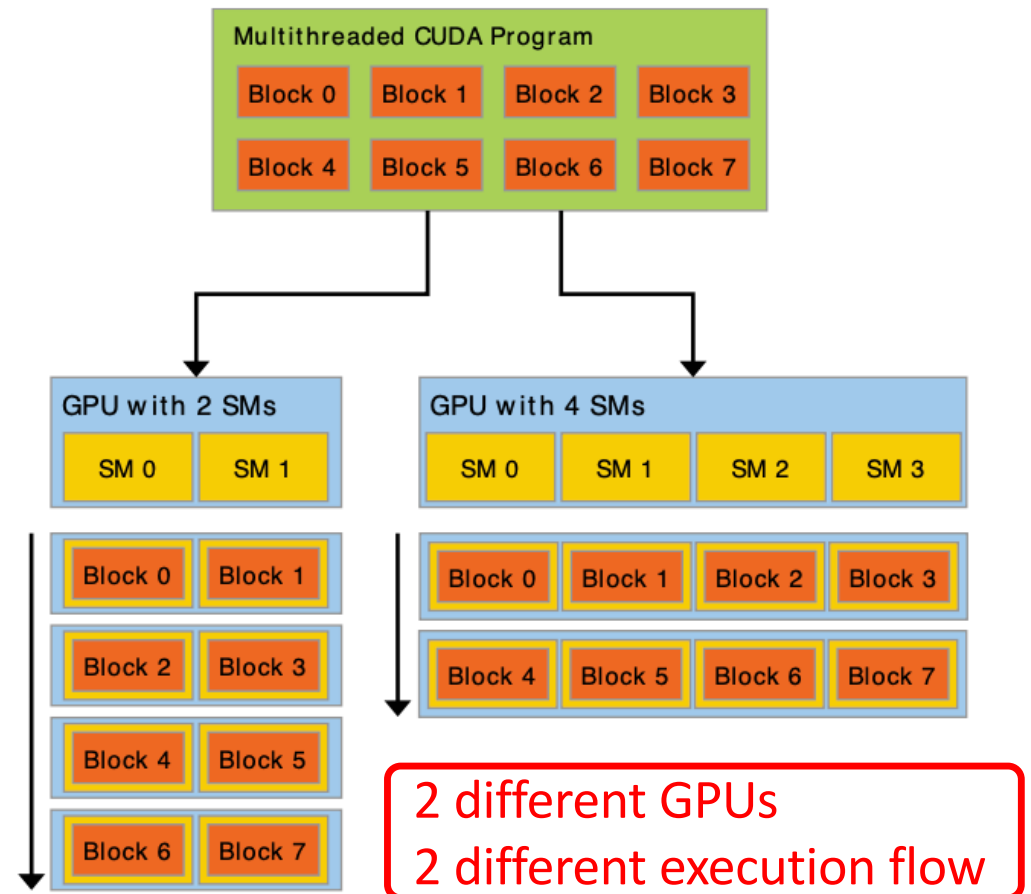 Multithreaded CUDA Program
Block 0 Block 1 Block 2 Block 3
Block 4 Block 5 Block 6 Block 7
GPU with 2 SMs
SM 0 SM 1
Block 0 Block 1
Block 2 Block 3
Block 4 Block 5
Block 6 Block 7
GPU with 4 SMs
SM 0 SM 1 SM 2 SM 3
Block 0 Block 1 Block 2 Block 3
Block 4 Block 5 Block 6 Block 7
2 different GPUs
2 different execution flow